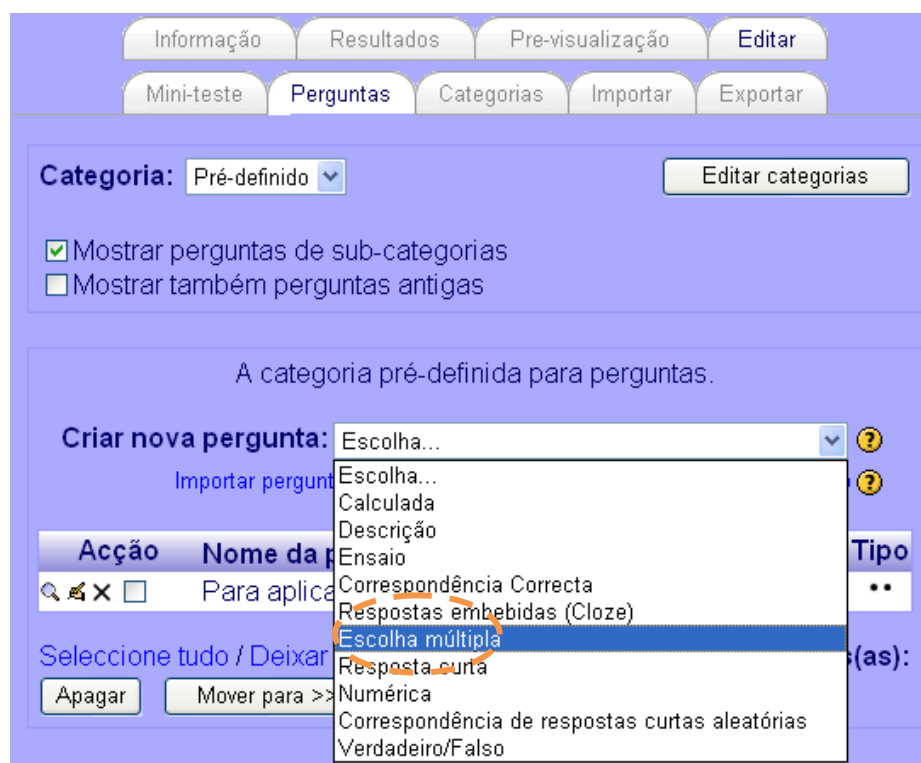 Informação Resultados Pre-visualização Editar
Mini-teste Perguntas Categorias Importar Exportar
Categoria: Pré-definido Editar categorias
Mostrar perguntas de sub-categorias
Mostrar também perguntas antigas
A categoria pré-definida para perguntas.
Criar nova pergunta: Escolha... ?
Importar ?
Escolha...
Calculada
Descrição
Ensaio
Correspondência Correcta
Respostas embebidas (Cloze)
Escolha múltipla
Resposta curta
Numérica
Correspondência de respostas curtas aleatórias
Verdadeiro/Falso
Acção Nome da Tipo
Para
Seleccione tudo / Deixar (as):
Apagar Mover para >>